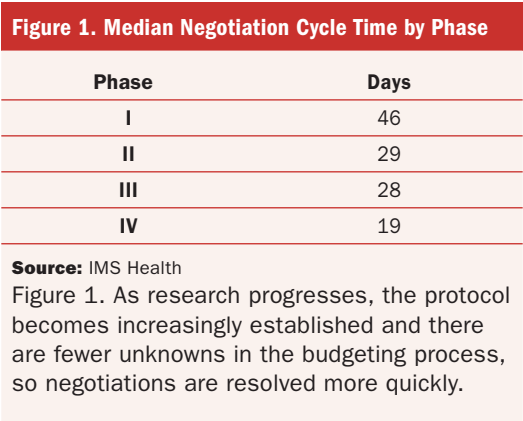 Figure 1. Median Negotiation Cycle Time by Phase
Phase Days
I 46
II 29
III 28
IV 19
Source: IMS Health
Figure 1. As research progresses, the protocol
becomes increasingly established and there
are fewer unknowns in the budgeting process,
so negotiations are resolved more quickly.